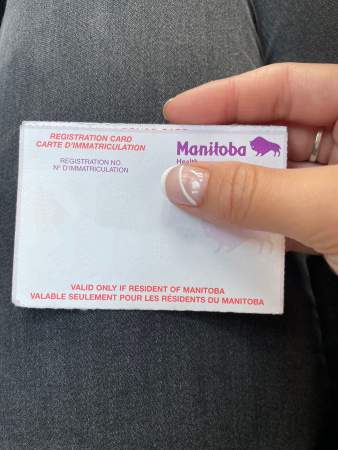 REGISTRATION CARD
CARTE D'IMMATRICULATION
Manitoba
Health
REGISTRATION NO.
Nº D'IMMATRICULATION
VALID ONLY IF RESIDENT OF MANITOBA
VALABLE SEULEMENT POUR LES RÉSIDENTS DU MANITOBA